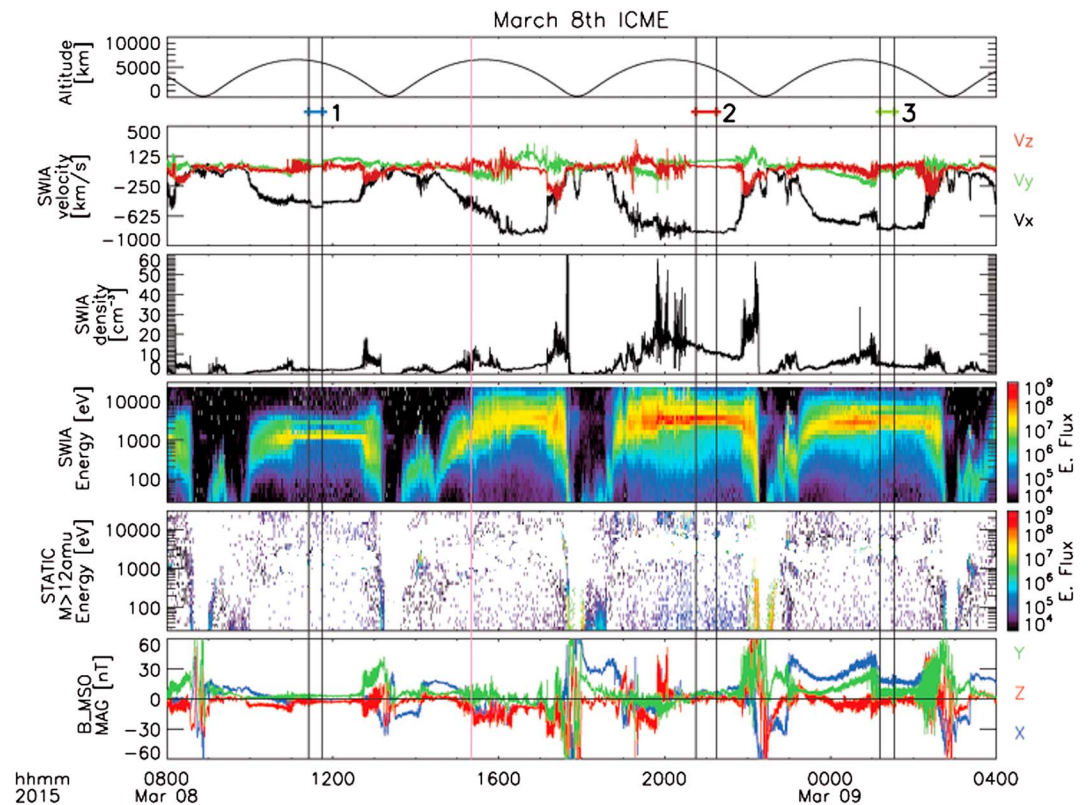 March 8th ICME
Altitude
[km]
10000
5000
0
1
2
3
SWIA
velocity
[km/s]
500
125
-250
-625
-1000
Vz
Vy
Vx
SWIA
density
[cm⁻³]
60
50
40
30
20
10
0
SWIA
Energy [eV]
10000
1000
100
10⁹
10⁸
10⁷
10⁶
10⁵
10⁴
E. Flux
STATIC
M>12amu
Energy [eV]
10000
1000
100
10⁹
10⁸
10⁷
10⁶
10⁵
10⁴
E. Flux
B_MSO
MAG [nT]
60
30
0
-30
-60
Y
Z
X
hhmm
2015
0800
Mar 08
1200
1600
2000
0000
Mar 09
0400